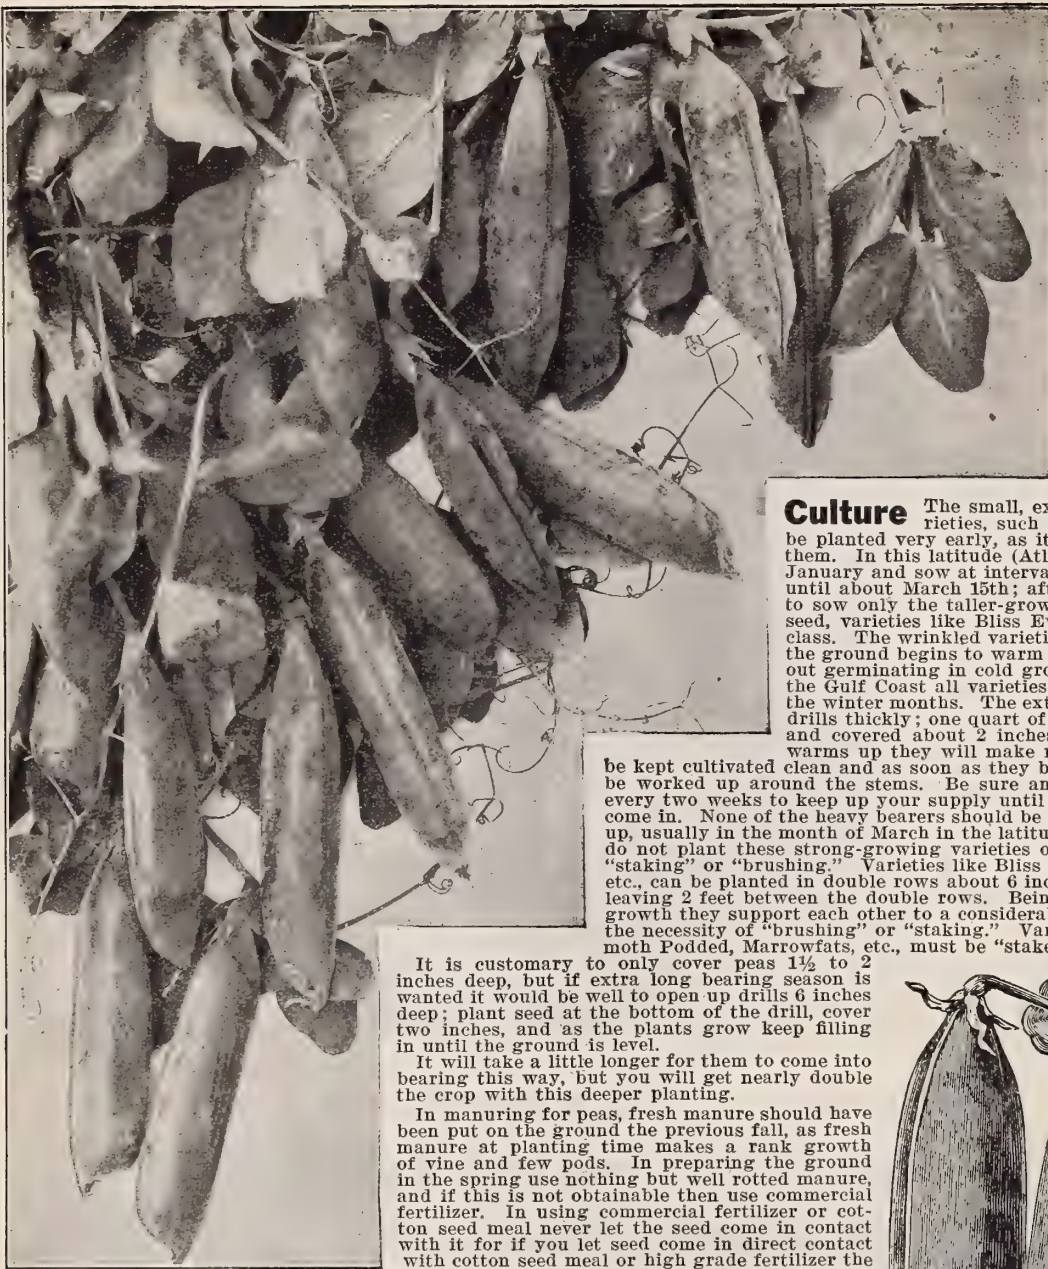 Culture The small, ex
rieties, such
be planted very early, as it
them. In this latitude (Atl
January and sow at interva
until about March 15th; aft
to sow only the taller-grow
seed, varieties like Bliss Ev
class. The wrinkled varieti
the ground begins to warm
out germinating in cold gro
the Gulf Coast all varieties
the winter months. The ext
drills thickly; one quart of
and covered about 2 inches
warms up they will make r
be kept cultivated clean and as soon as they b
be worked up around the stems. Be sure an
every two weeks to keep up your supply until
come in. None of the heavy bearers should be
up, usually in the month of March in the latitu
do not plant these strong-growing varieties o
"staking" or "brushing." Varieties like Bliss
etc., can be planted in double rows about 6 inc
leaving 2 feet between the double rows. Bein
growth they support each other to a considera
the necessity of "brushing" or "staking." Var
moth Podded, Marrowfats, etc., must be "stake
It is customary to only cover peas 1½ to 2
inches deep, but if extra long bearing season is
wanted it would be well to open up drills 6 inches
deep; plant seed at the bottom of the drill, cover
two inches, and as the plants grow keep filling
in until the ground is level.
It will take a little longer for them to come into
bearing this way, but you will get nearly double
the crop with this deeper planting.
In manuring for peas, fresh manure should have
been put on the ground the previous fall, as fresh
manure at planting time makes a rank growth
of vine and few pods. In preparing the ground
in the spring use nothing but well rotted manure,
and if this is not obtainable then use commercial
fertilizer. In using commercial fertilizer or cot-
ton seed meal never let the seed come in contact
with it for if you let seed come in direct contact
with cotton seed meal or high grade fertilizer the